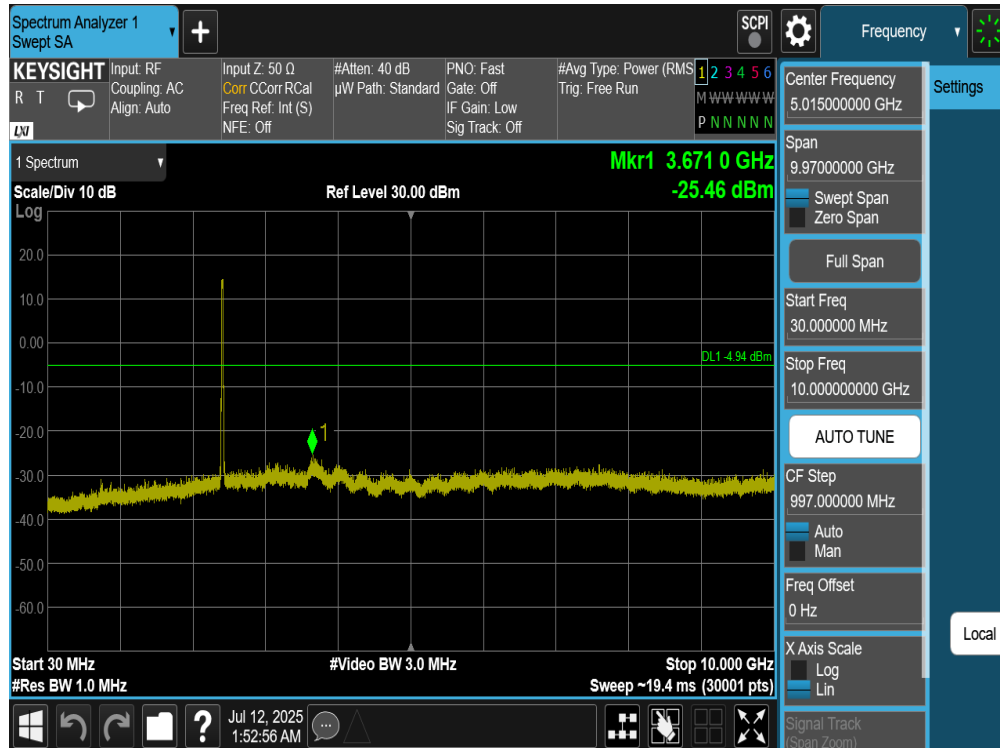 Spectrum Analyzer 1
Swept SA
+
SCPI
Frequency
KEYSIGHT
R T
LXI
Input: RF
Coupling: AC
Align: Auto
Input Z: 50 Ω
Corr CCorr RCal
Freq Ref: Int (S)
NFE: Off
#Atten: 40 dB
µW Path: Standard
PNO: Fast
Gate: Off
IF Gain: Low
Sig Track: Off
#Avg Type: Power (RMS
Trig: Free Run
1 2 3 4 5 6
M W W W W W
P N N N N N
1 Spectrum
Mkr1 3.671 0 GHz
-25.46 dBm
Scale/Div 10 dB
Ref Level 30.00 dBm
Log
20.0
10.0
0.00
DL1 -4.94 dBm
-10.0
-20.0
1
-30.0
-40.0
-50.0
-60.0
Start 30 MHz
#Video BW 3.0 MHz
Stop 10.000 GHz
#Res BW 1.0 MHz
Sweep ~19.4 ms (30001 pts)
Center Frequency
5.015000000 GHz
Settings
Span
9.97000000 GHz
Swept Span
Zero Span
Full Span
Start Freq
30.000000 MHz
Stop Freq
10.000000000 GHz
AUTO TUNE
CF Step
997.000000 MHz
Auto
Man
Freq Offset
0 Hz
Local
X Axis Scale
Log
Lin
Signal Track
(Span Zoom)
?
Jul 12, 2025
1:52:56 AM